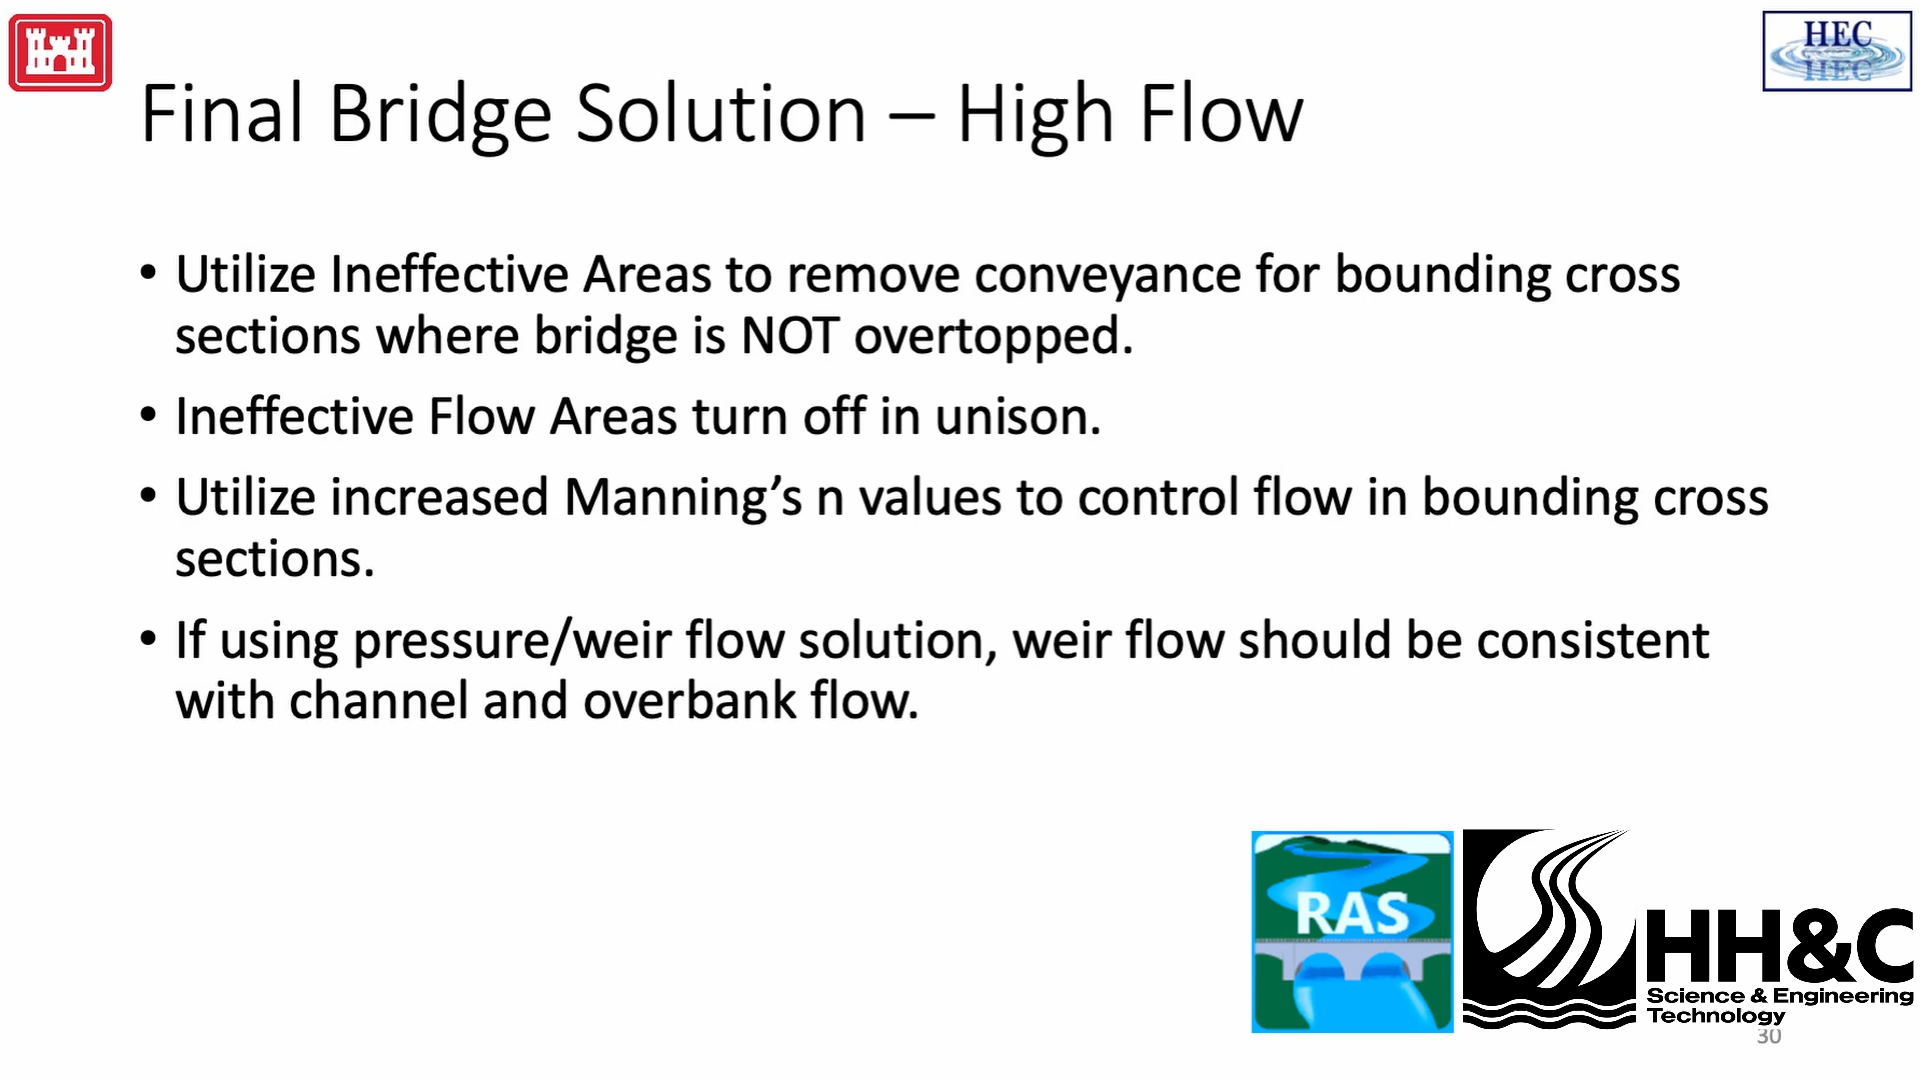 HEC
Final Bridge Solution – High Flow
• Utilize Ineffective Areas to remove conveyance for bounding cross
sections where bridge is NOT overtopped.
• Ineffective Flow Areas turn off in unison.
• Utilize increased Manning’s n values to control flow in bounding cross
sections.
• If using pressure/weir flow solution, weir flow should be consistent
with channel and overbank flow.
RAS
HH&C
Science & Engineering
Technology
30